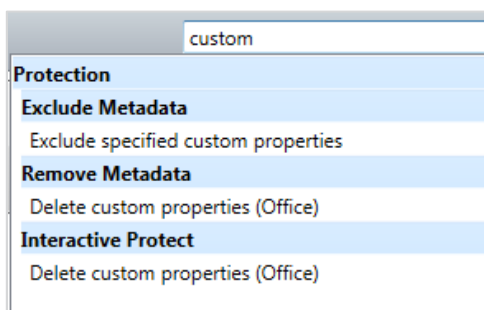 custom
Protection
Exclude Metadata
Exclude specified custom properties
Remove Metadata
Delete custom properties (Office)
Interactive Protect
Delete custom properties (Office)